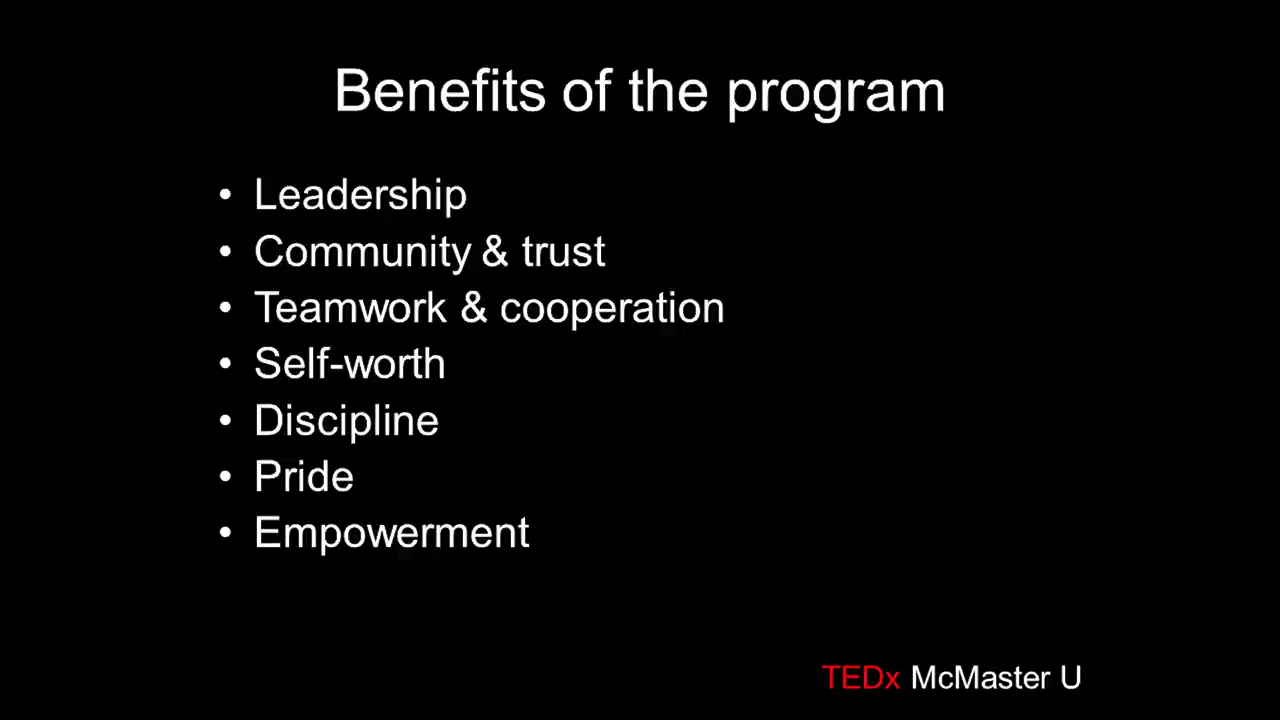 Benefits of the program
• Leadership
• Community & trust
• Teamwork & cooperation
• Self-worth
• Discipline
• Pride
• Empowerment
TEDx McMaster U